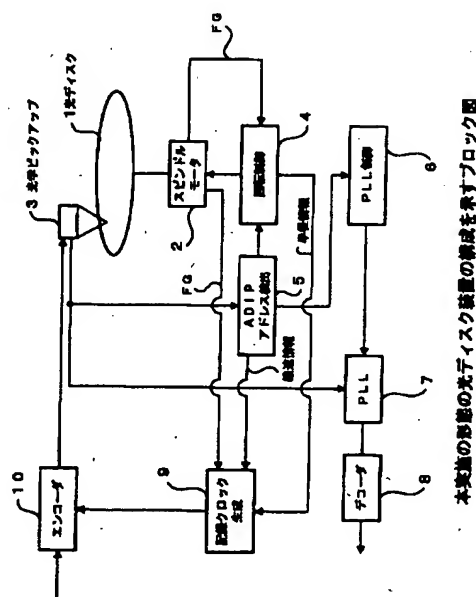 FG
1 光ディスク
3 光学ピックアップ
スピンドル
モータ
2
回転制御
4
半径情報
FG
ADIP
アドレス検出
5
線速情報
PLL制御
6
PLL
7
デコーダ
8
記録クロック
生成
9
エンコーダ
10
本実施の形態の光ディスク装置の構成を示すブロック図